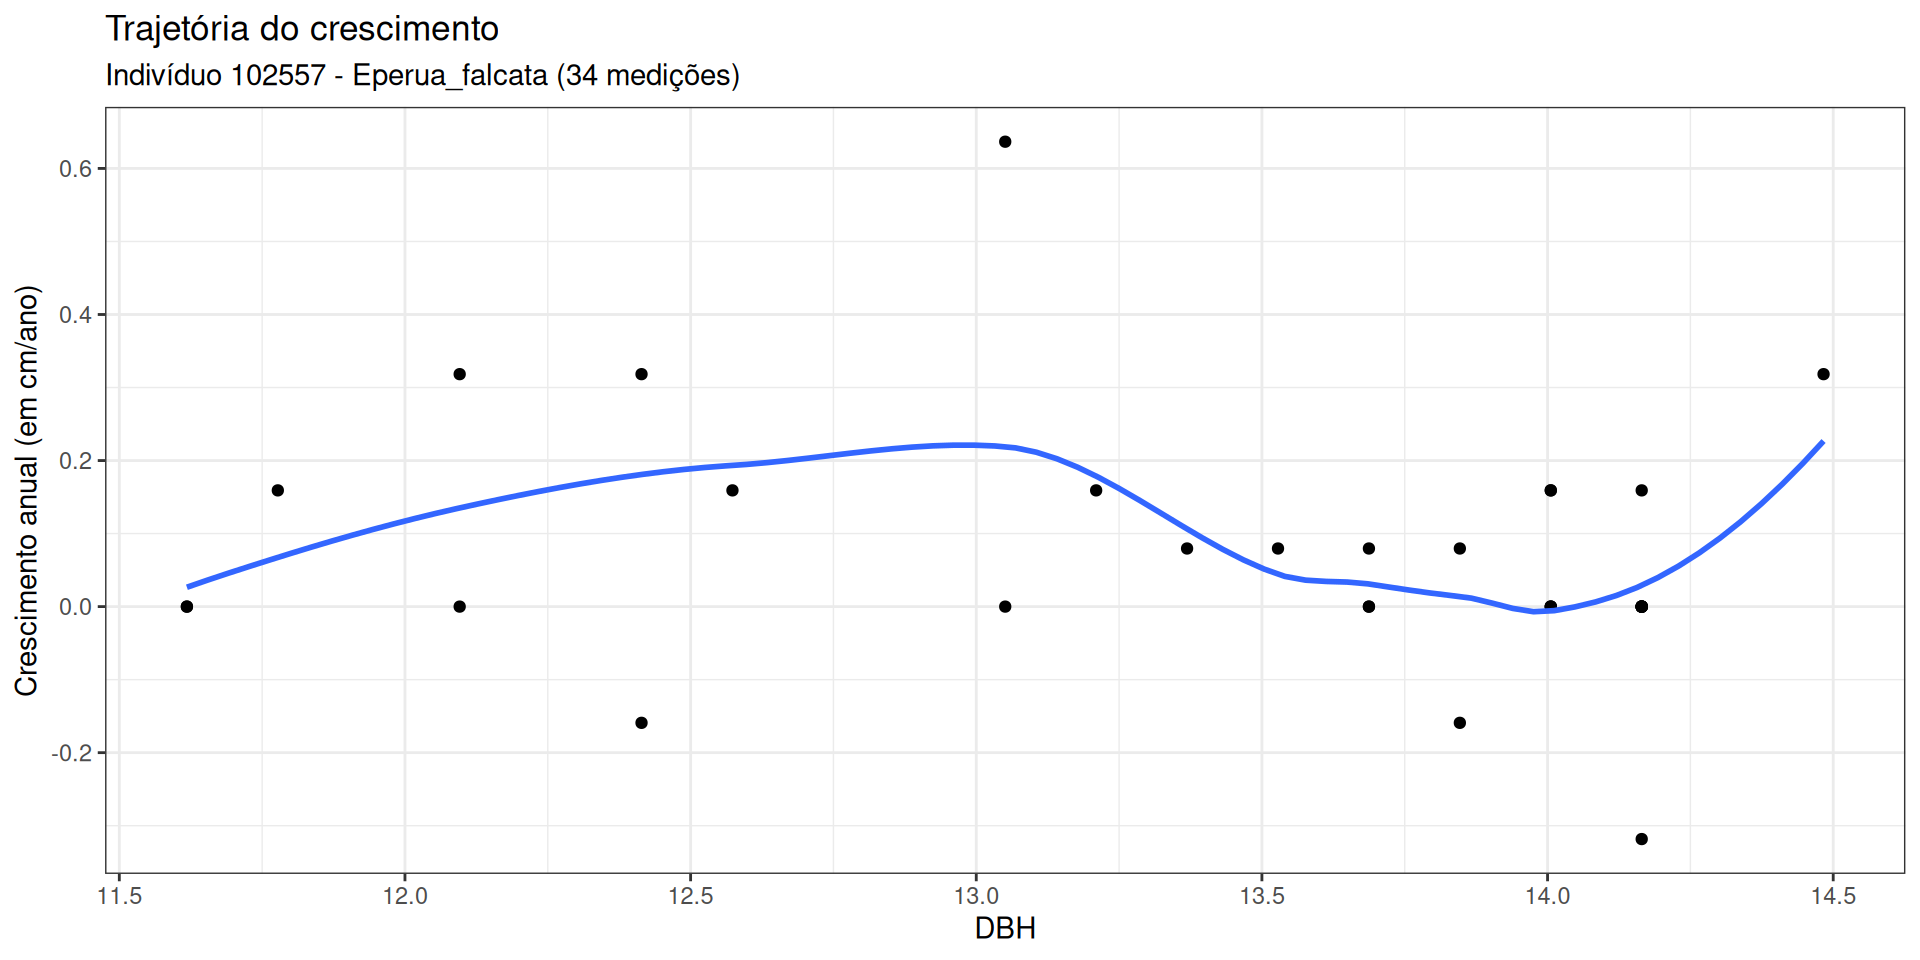 Trajetória do crescimento
Indivíduo 102557 - Eperua_falcata (34 medições)
Crescimento anual (em cm/ano)
0.6
0.4
0.2
0.0
-0.2
11.5 12.0 12.5 13.0 13.5 14.0 14.5
DBH